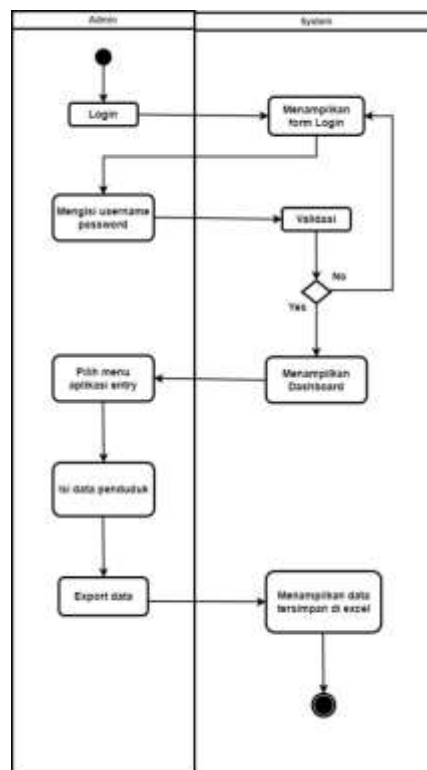 Admin
System
Login
Menampilkan
form Login
Mengisi username
password
Validasi
No
Yes
Menampilkan
Dashboard
Pilih menu
aplikasi entry
Isi data penduduk
Export data
Menampilkan data
tersimpan di excel